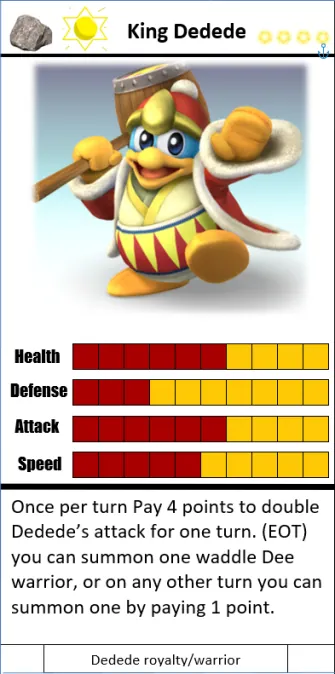 King Dedede
Health
Defense
Attack
Speed
Once per turn Pay 4 points to double
Dedede’s attack for one turn. (EOT)
you can summon one waddle Dee
warrior, or on any other turn you can
summon one by paying 1 point.
Dedede royalty/warrior